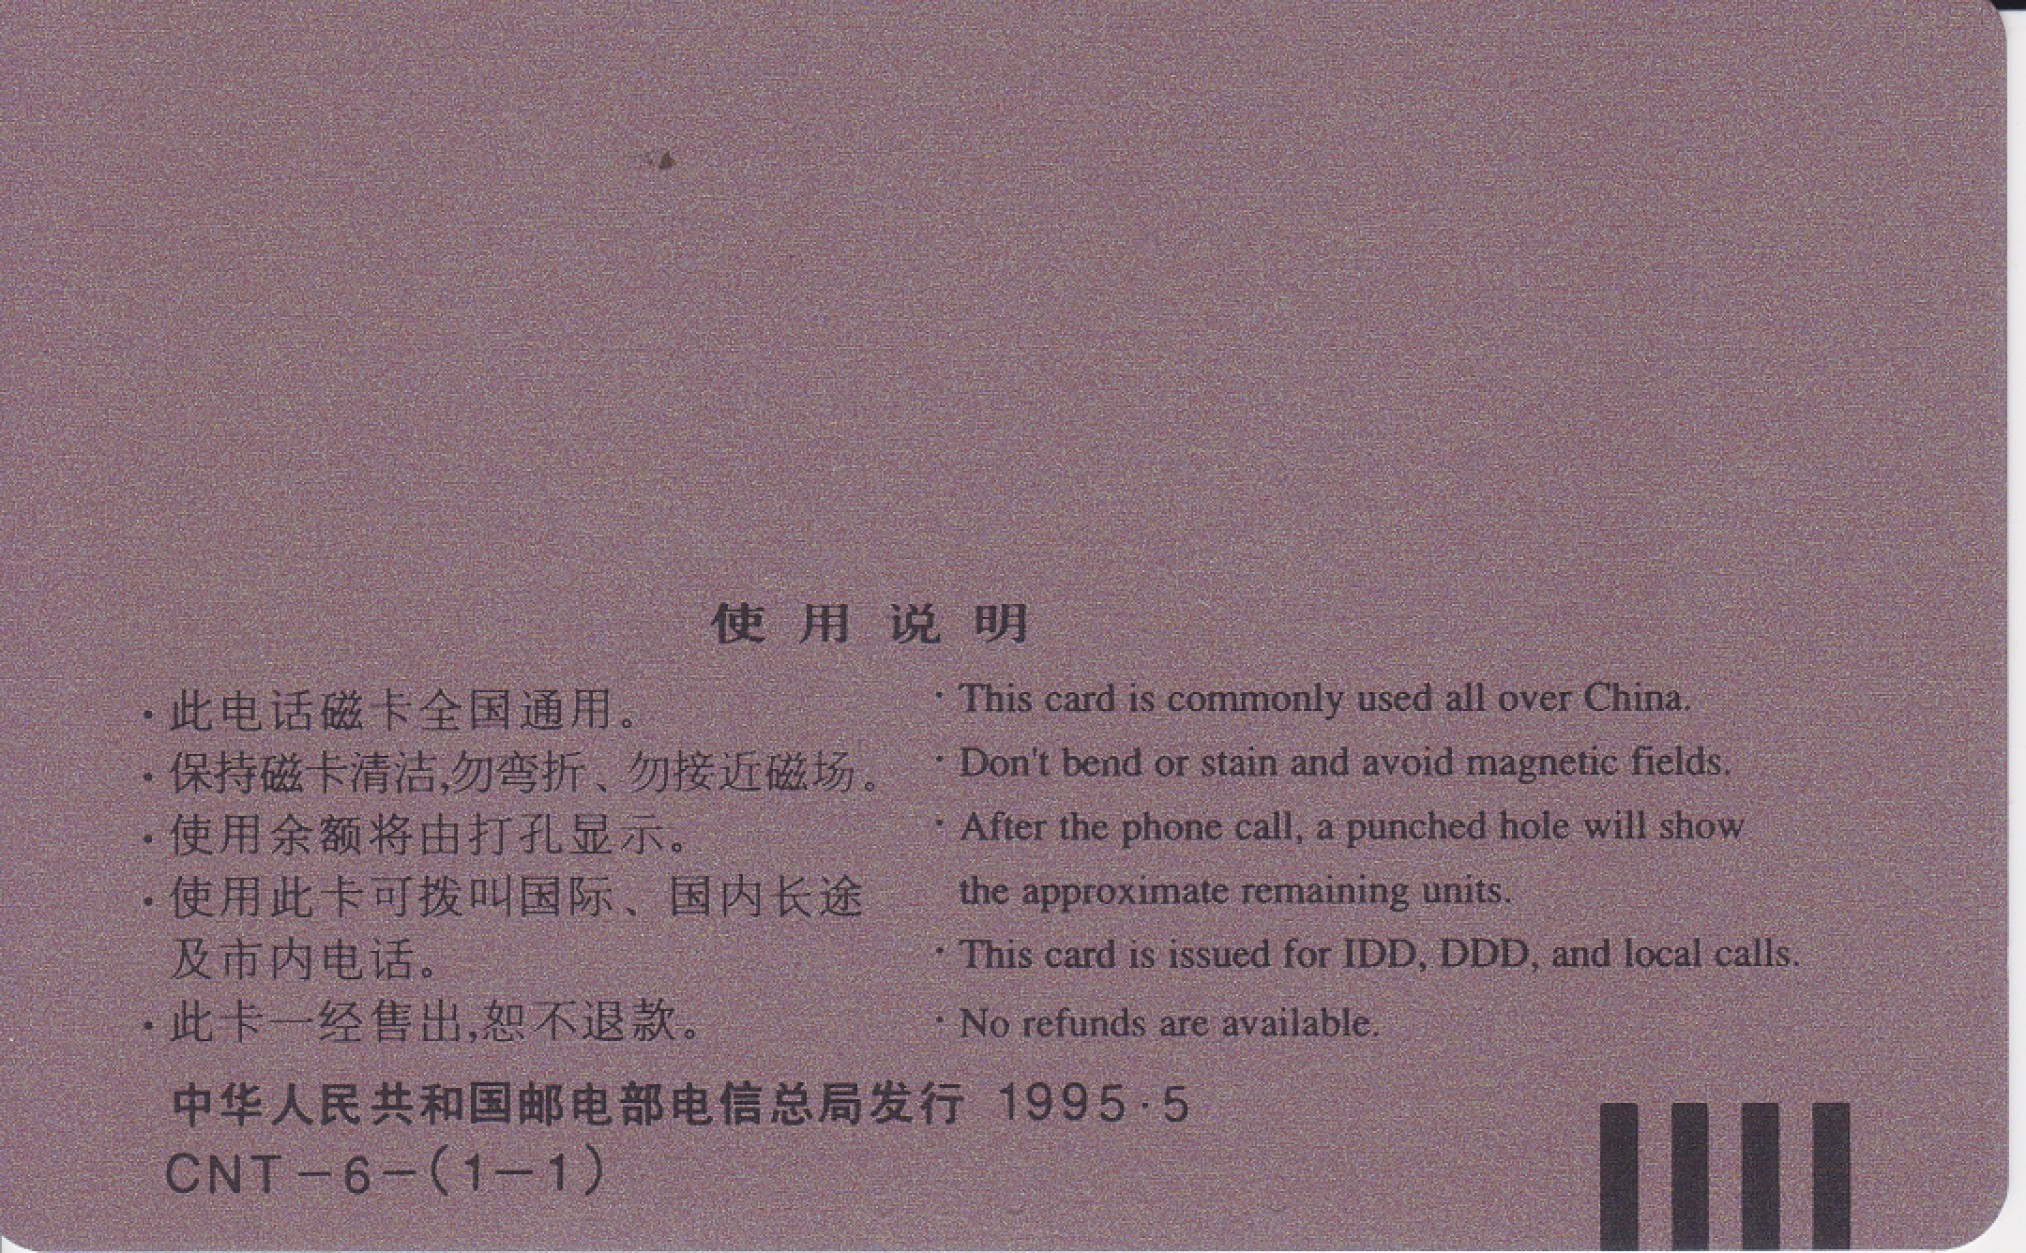 使用说明
·此电话磁卡全国通用。
·保持磁卡清洁,勿弯折、勿接近磁场。
·使用余额将由打孔显示。
·使用此卡可拨叫国际、国内长途
及市内电话。
·此卡一经售出,恕不退款。
· This card is commonly used all over China.
· Don't bend or stain and avoid magnetic fields.
· After the phone call, a punched hole will show
the approximate remaining units.
· This card is issued for IDD, DDD, and local calls.
· No refunds are available.
中华人民共和国邮电部电信总局发行 1995·5
CNT-6-(1-1)